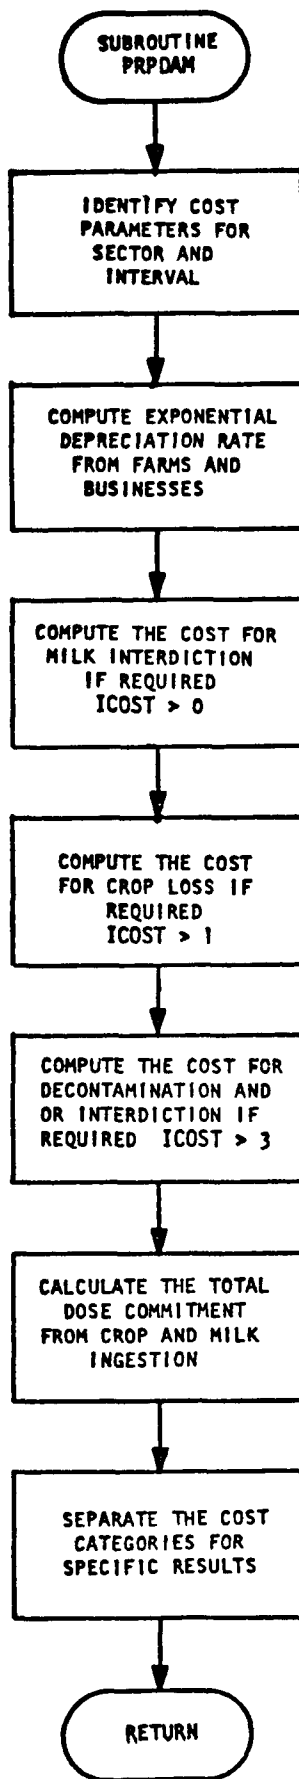 SUBROUTINE
PRPDAM
IDENTIFY COST
PARAMETERS FOR
SECTOR AND
INTERVAL
COMPUTE EXPONENTIAL
DEPRECIATION RATE
FROM FARMS AND
BUSINESSES
COMPUTE THE COST FOR
MILK INTERDICTION
IF REQUIRED
ICOST > 0
COMPUTE THE COST
FOR CROP LOSS IF
REQUIRED
ICOST > 1
COMPUTE THE COST FOR
DECONTAMINATION AND
OR INTERDICTION IF
REQUIRED ICOST > 3
CALCULATE THE TOTAL
DOSE COMMITMENT
FROM CROP AND MILK
INGESTION
SEPARATE THE COST
CATEGORIES FOR
SPECIFIC RESULTS
RETURN